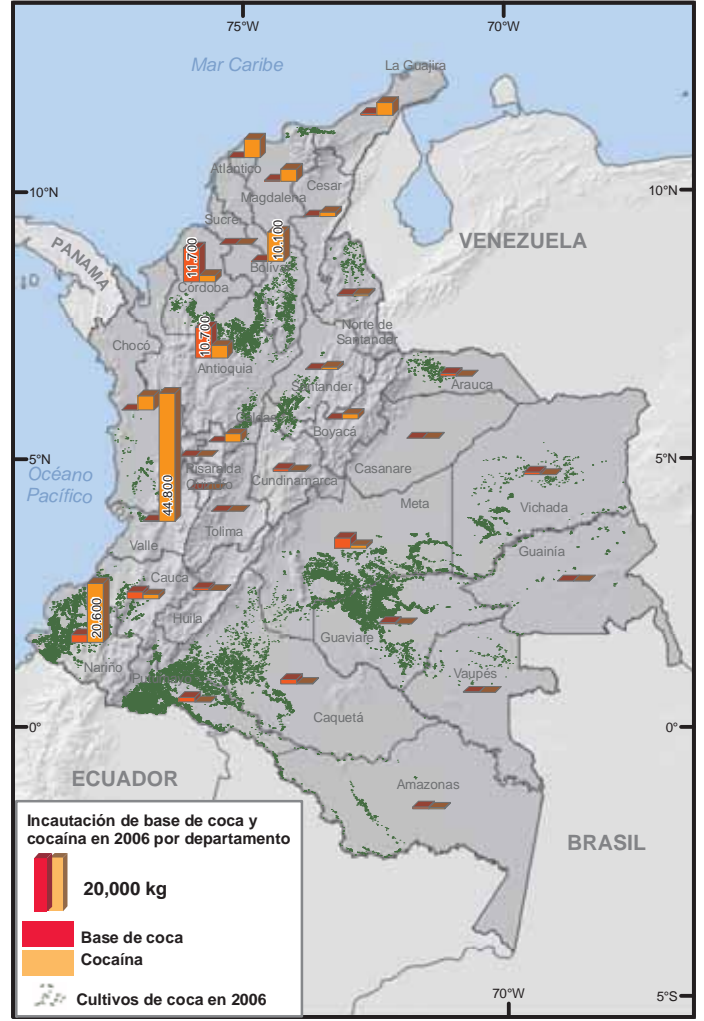 75°W
70°W
Mar Caribe
La Guajira
Atlántico
10°N
10°N
Magdalena
Cesar
Sucre
VENEZUELA
PANAMA
11.700
10.100
Bolívar
Córdoba
Norte de
Santander
Chocó
10.700
Antioquia
Santander
Arauca
Caldas
Boyacá
5°N
5°N
Risaralda
Cundinamarca
Casanare
Océano
Pacífico
44.800
Meta
Vichada
Tolima
Valle
Guainía
Cauca
20.600
Huila
Guaviare
Nariño
Vaupés
Caquetá
0°
0°
ECUADOR
Amazonas
BRASIL
Incautación de base de coca y
cocaína en 2006 por departamento
20,000 kg
Base de coca
Cocaína
Cultivos de coca en 2006
70°W
5°S